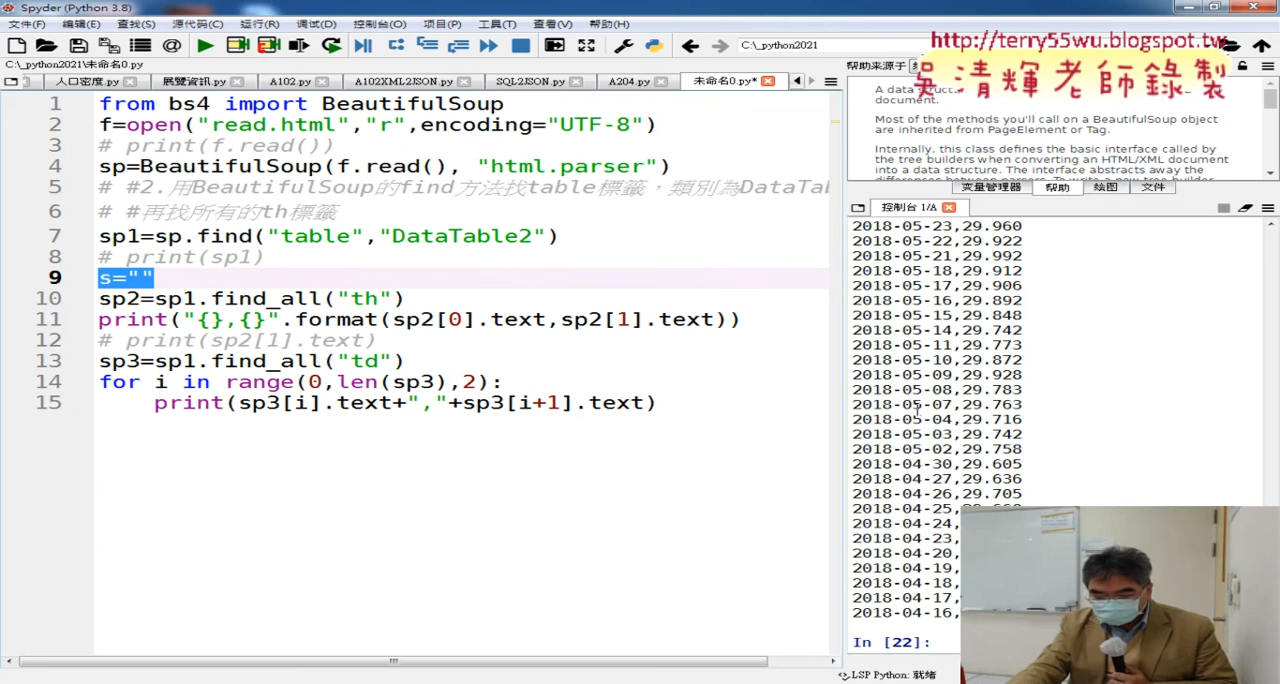 Spyder (Python 3.8)
文件(F) 编辑(E) 查找(S) 源代码(C) 运行(R) 调试(D) 控制台(O) 项目(P) 工具(T) 查看(V) 帮助(H)
C:\_python2021
http://terry55wu.blogspot.tw
吳清輝老師錄製
C:\_python2021\未命名0.py
帮助来源于
人口密度.py 展覽資訊.py A102.py A102XML2JSON.py SQL2JSON.py A204.py 未命名0.py*
1 from bs4 import BeautifulSoup
2 f=open("read.html","r",encoding="UTF-8")
3 # print(f.read())
4 sp=BeautifulSoup(f.read(), "html.parser")
5 # #2.用BeautifulSoup的find方法找table標籤，類別為DataTab
6 # #再找所有的th標籤
7 sp1=sp.find("table","DataTable2")
8 # print(sp1)
9 s=""
10 sp2=sp1.find_all("th")
11 print("{},{}".format(sp2[0].text,sp2[1].text))
12 # print(sp2[1].text)
13 sp3=sp1.find_all("td")
14 for i in range(0,len(sp3),2):
15 print(sp3[i].text+","+sp3[i+1].text)
document.
Most of the methods you'll call on a BeautifulSoup object
are inherited from PageElement or Tag.
Internally, this class defines the basic interface called by
the tree builders when converting an HTML/XML document
into a data structure. The interface abstracts away the
变量管理器 帮助 绘图 文件
控制台 1/A
2018-05-23,29.960
2018-05-22,29.922
2018-05-21,29.992
2018-05-18,29.912
2018-05-17,29.906
2018-05-16,29.892
2018-05-15,29.848
2018-05-14,29.742
2018-05-11,29.773
2018-05-10,29.872
2018-05-09,29.928
2018-05-08,29.783
2018-05-07,29.763
2018-05-04,29.716
2018-05-03,29.742
2018-05-02,29.758
2018-04-30,29.605
2018-04-27,29.636
2018-04-26,29.705
2018-04-25,
2018-04-24,
2018-04-23,
2018-04-20,
2018-04-19,
2018-04-18,
2018-04-17,
2018-04-16,
In [22]:
LSP Python: 就绪